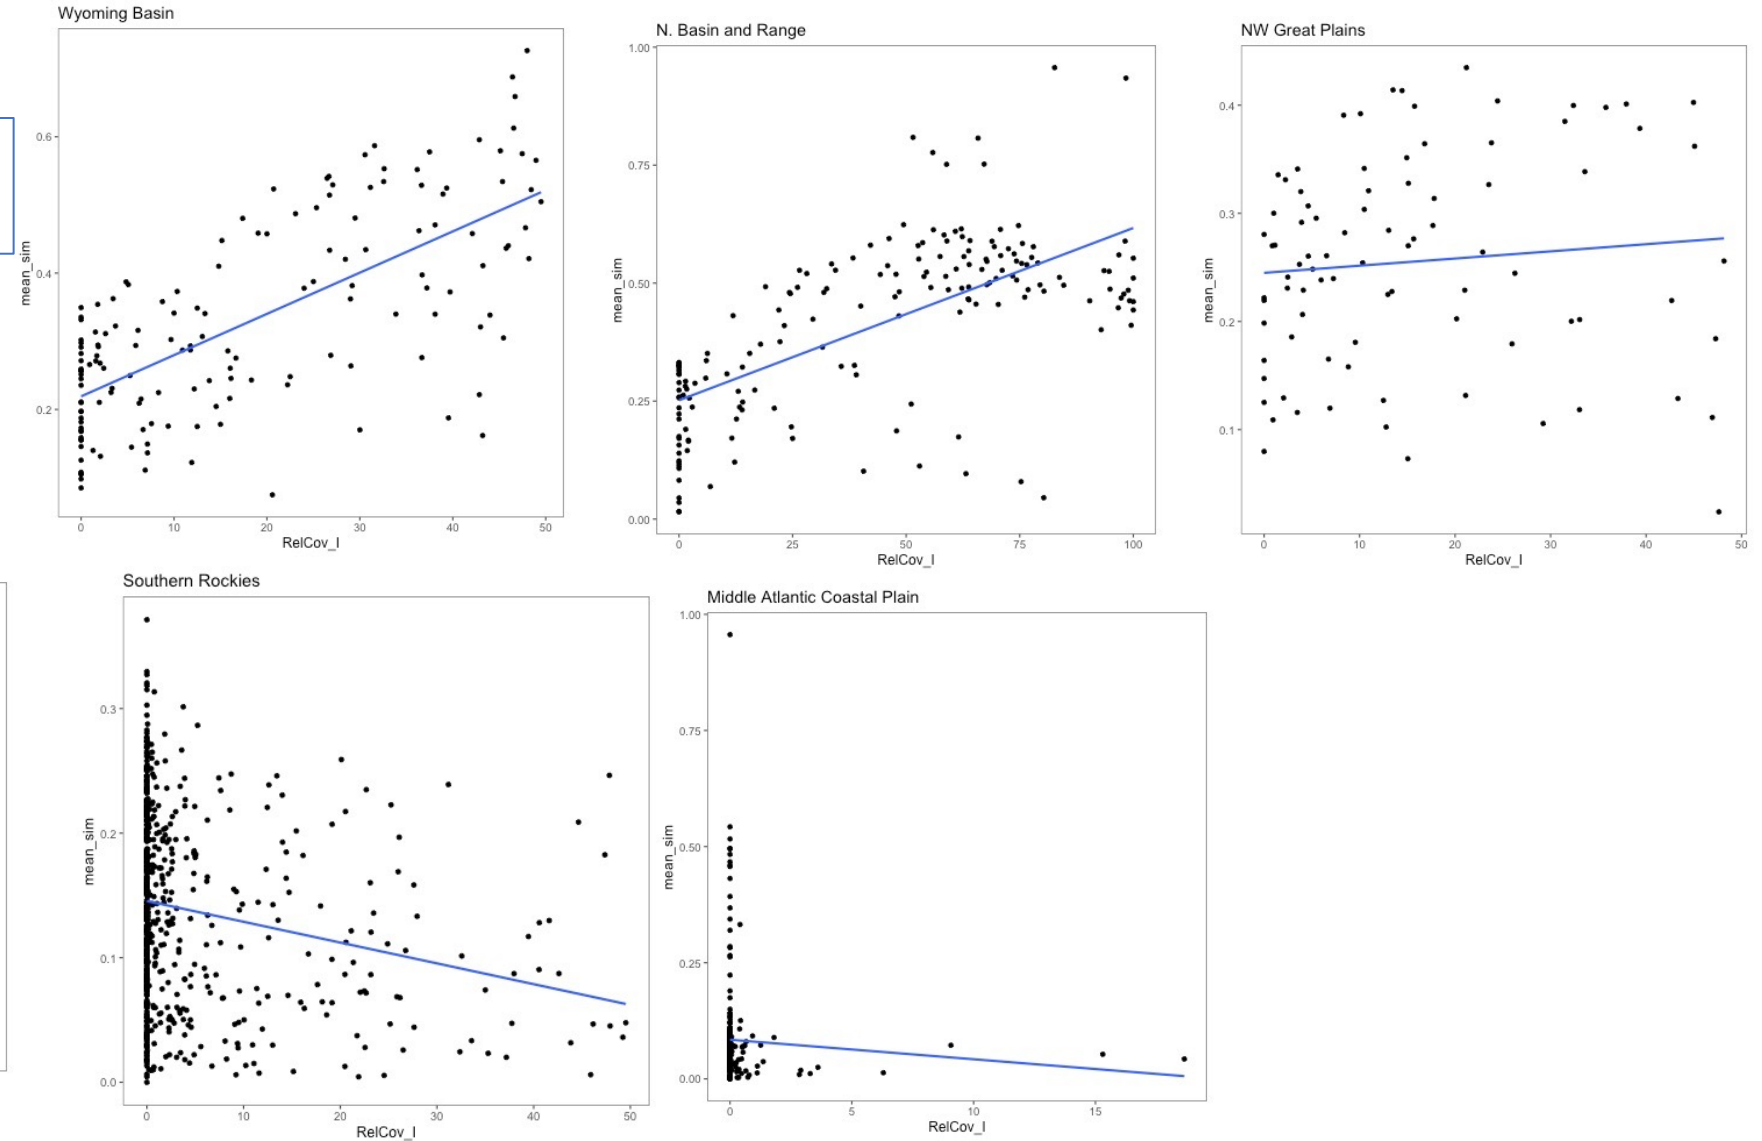 Wyoming Basin
0.6
0.4
0.2
mean_sim
0 10 20 30 40 50
RelCov_I
N. Basin and Range
1.00
0.75
0.50
0.25
0.00
mean_sim
0 25 50 75 100
RelCov_I
NW Great Plains
0.4
0.3
0.2
0.1
mean_sim
0 10 20 30 40 50
RelCov_I
Southern Rockies
0.3
0.2
0.1
0.0
mean_sim
0 10 20 30 40 50
RelCov_I
Middle Atlantic Coastal Plain
1.00
0.75
0.50
0.25
0.00
mean_sim
0 5 10 15
RelCov_I